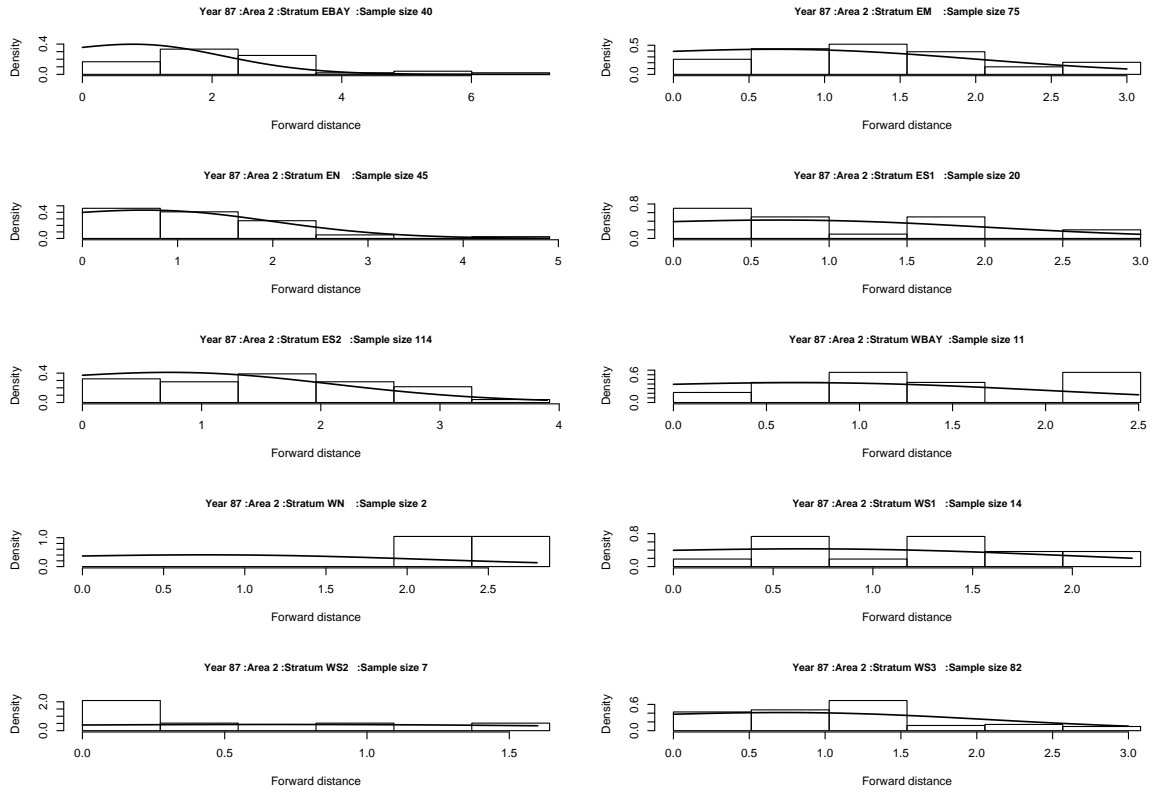 Year 87 :Area 2 :Stratum EBAY :Sample size 40
Density
0.0 0.4
0 2 4 6
Forward distance
Year 87 :Area 2 :Stratum EM :Sample size 75
Density
0.0 0.5
0.0 0.5 1.0 1.5 2.0 2.5 3.0
Forward distance
Year 87 :Area 2 :Stratum EN :Sample size 45
Density
0.0 0.4
0 1 2 3 4 5
Forward distance
Year 87 :Area 2 :Stratum ES1 :Sample size 20
Density
0.0 0.8
0.0 0.5 1.0 1.5 2.0 2.5 3.0
Forward distance
Year 87 :Area 2 :Stratum ES2 :Sample size 114
Density
0.0 0.4
0 1 2 3 4
Forward distance
Year 87 :Area 2 :Stratum WBAY :Sample size 11
Density
0.0 0.6
0.0 0.5 1.0 1.5 2.0 2.5
Forward distance
Year 87 :Area 2 :Stratum WN :Sample size 2
Density
0.0 1.0
0.0 0.5 1.0 1.5 2.0 2.5
Forward distance
Year 87 :Area 2 :Stratum WS1 :Sample size 14
Density
0.0 0.8
0.0 0.5 1.0 1.5 2.0
Forward distance
Year 87 :Area 2 :Stratum WS2 :Sample size 7
Density
0.0 2.0
0.0 0.5 1.0 1.5
Forward distance
Year 87 :Area 2 :Stratum WS3 :Sample size 82
Density
0.0 0.6
0.0 0.5 1.0 1.5 2.0 2.5 3.0
Forward distance